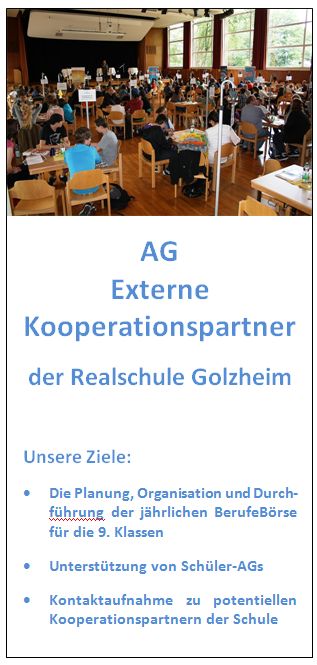 AG
Externe
Kooperationspartner
der Realschule Golzheim
Unsere Ziele:
• Die Planung, Organisation und Durch-
führung der jährlichen BerufeBörse
für die 9. Klassen
• Unterstützung von Schüler-AGs
• Kontaktaufnahme zu potentiellen
Kooperationspartnern der Schule